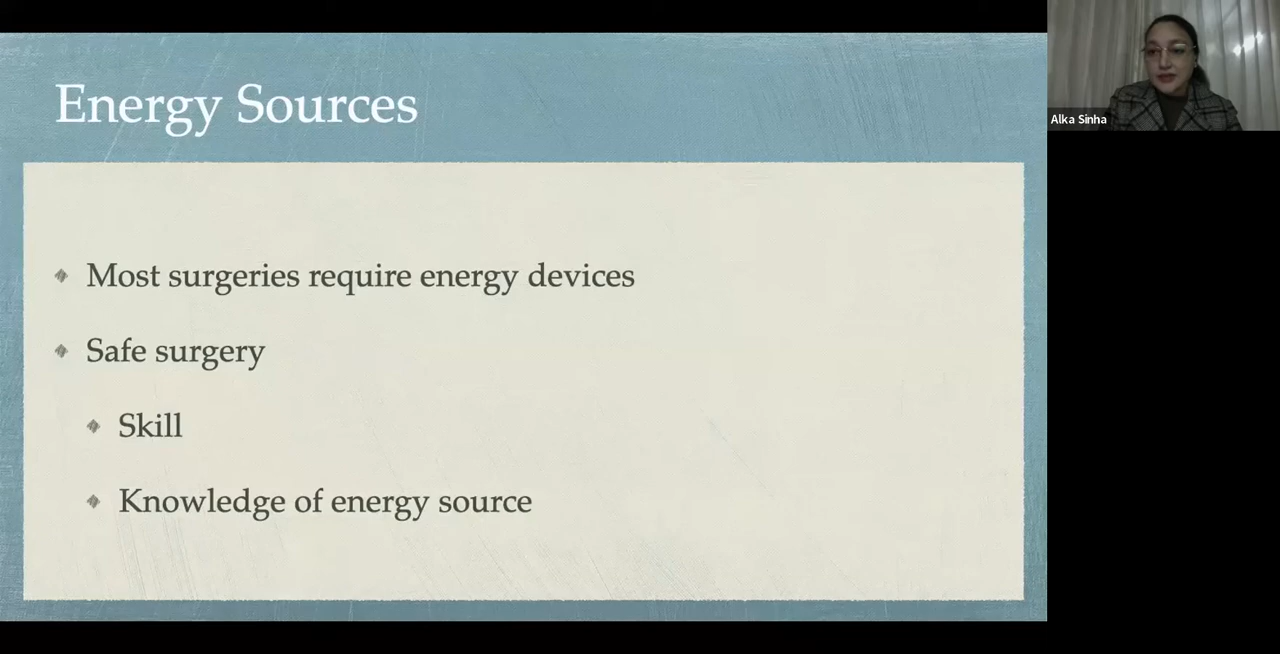 Energy Sources
Most surgeries require energy devices
Safe surgery
Skill
Knowledge of energy source
Alka Sinha